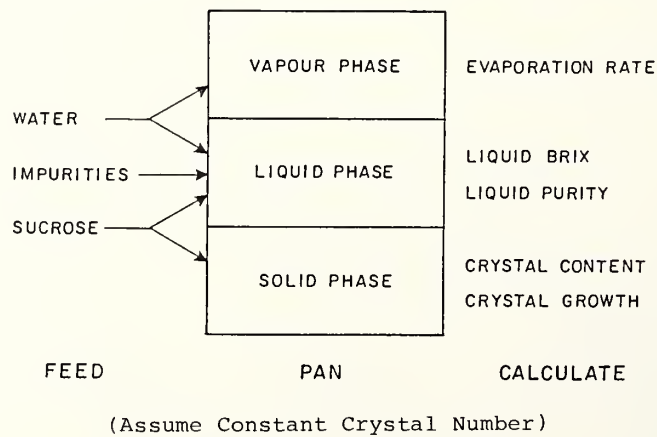 VAPOUR PHASE
EVAPORATION RATE
WATER
IMPURITIES
LIQUID PHASE
LIQUID BRIX
LIQUID PURITY
SUCROSE
SOLID PHASE
CRYSTAL CONTENT
CRYSTAL GROWTH
FEED
PAN
CALCULATE
(Assume Constant Crystal Number)